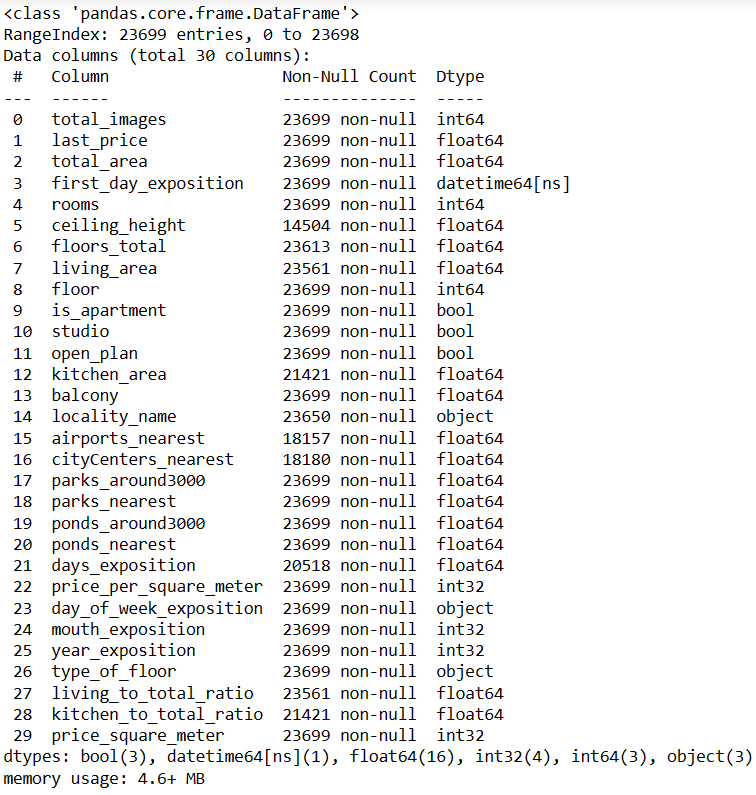 <class 'pandas.core.frame.DataFrame'>
RangeIndex: 23699 entries, 0 to 23698
Data columns (total 30 columns):
 #   Column                   Non-Null Count  Dtype
---  ------                   --------------  -----
 0   total_images             23699 non-null  int64
 1   last_price               23699 non-null  float64
 2   total_area               23699 non-null  float64
 3   first_day_exposition     23699 non-null  datetime64[ns]
 4   rooms                    23699 non-null  int64
 5   ceiling_height           14504 non-null  float64
 6   floors_total             23613 non-null  float64
 7   living_area              23561 non-null  float64
 8   floor                    23699 non-null  int64
 9   is_apartment             23699 non-null  bool
 10  studio                   23699 non-null  bool
 11  open_plan                23699 non-null  bool
 12  kitchen_area             21421 non-null  float64
 13  balcony                  23699 non-null  float64
 14  locality_name            23650 non-null  object
 15  airports_nearest         18157 non-null  float64
 16  cityCenters_nearest      18180 non-null  float64
 17  parks_around3000         23699 non-null  float64
 18  parks_nearest            23699 non-null  float64
 19  ponds_around3000         23699 non-null  float64
 20  ponds_nearest            23699 non-null  float64
 21  days_exposition          20518 non-null  float64
 22  price_per_square_meter   23699 non-null  int32
 23  day_of_week_exposition   23699 non-null  object
 24  mouth_exposition         23699 non-null  int32
 25  year_exposition          23699 non-null  int32
 26  type_of_floor            23699 non-null  object
 27  living_to_total_ratio    23561 non-null  float64
 28  kitchen_to_total_ratio   21421 non-null  float64
 29  price_square_meter       23699 non-null  int32
dtypes: bool(3), datetime64[ns](1), float64(16), int32(4), int64(3), object(3)
memory usage: 4.6+ MB